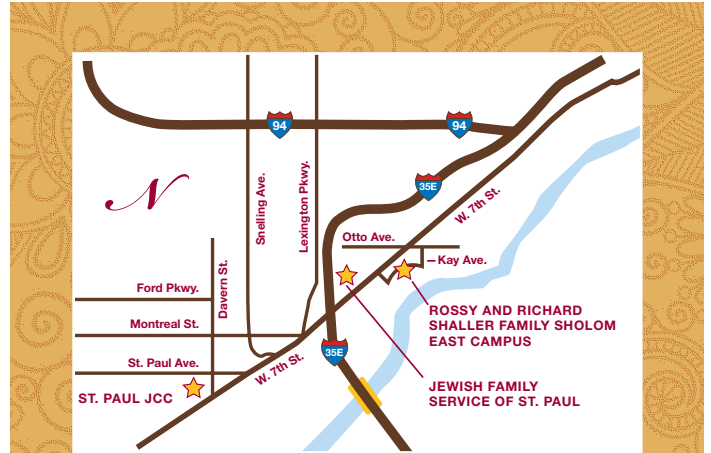 94
94
35E
N
Snelling Ave.
Lexington Pkwy.
W. 7th St.
Otto Ave.
Kay Ave.
Davern St.
Ford Pkwy.
Montreal St.
St. Paul Ave.
W. 7th St.
35E
ROSSY AND RICHARD
SHALLER FAMILY SHOLOM
EAST CAMPUS
JEWISH FAMILY
SERVICE OF ST. PAUL
ST. PAUL JCC